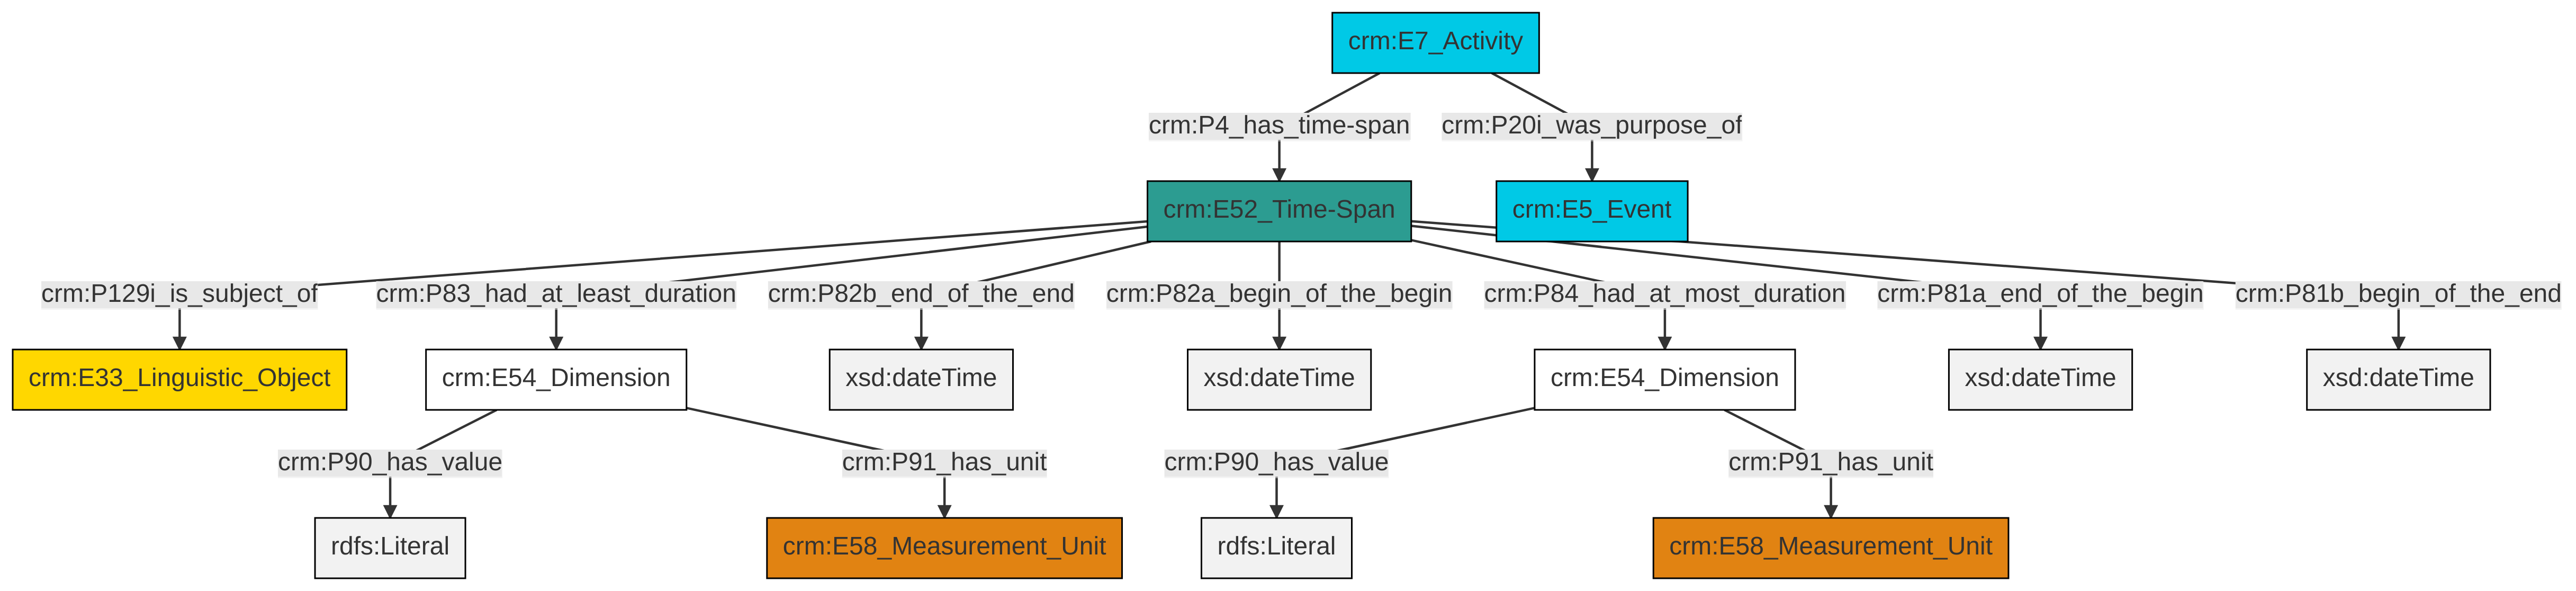 crm:E7_Activity
crm:P4_has_time-span
crm:P20i_was_purpose_of
crm:E52_Time-Span
crm:E5_Event
crm:P129i_is_subject_of
crm:P83_had_at_least_duration
crm:P82b_end_of_the_end
crm:P82a_begin_of_the_begin
crm:P84_had_at_most_duration
crm:P81a_end_of_the_begin
crm:P81b_begin_of_the_end
crm:E33_Linguistic_Object
crm:E54_Dimension
xsd:dateTime
xsd:dateTime
crm:E54_Dimension
xsd:dateTime
xsd:dateTime
crm:P90_has_value
crm:P91_has_unit
crm:P90_has_value
crm:P91_has_unit
rdfs:Literal
crm:E58_Measurement_Unit
rdfs:Literal
crm:E58_Measurement_Unit